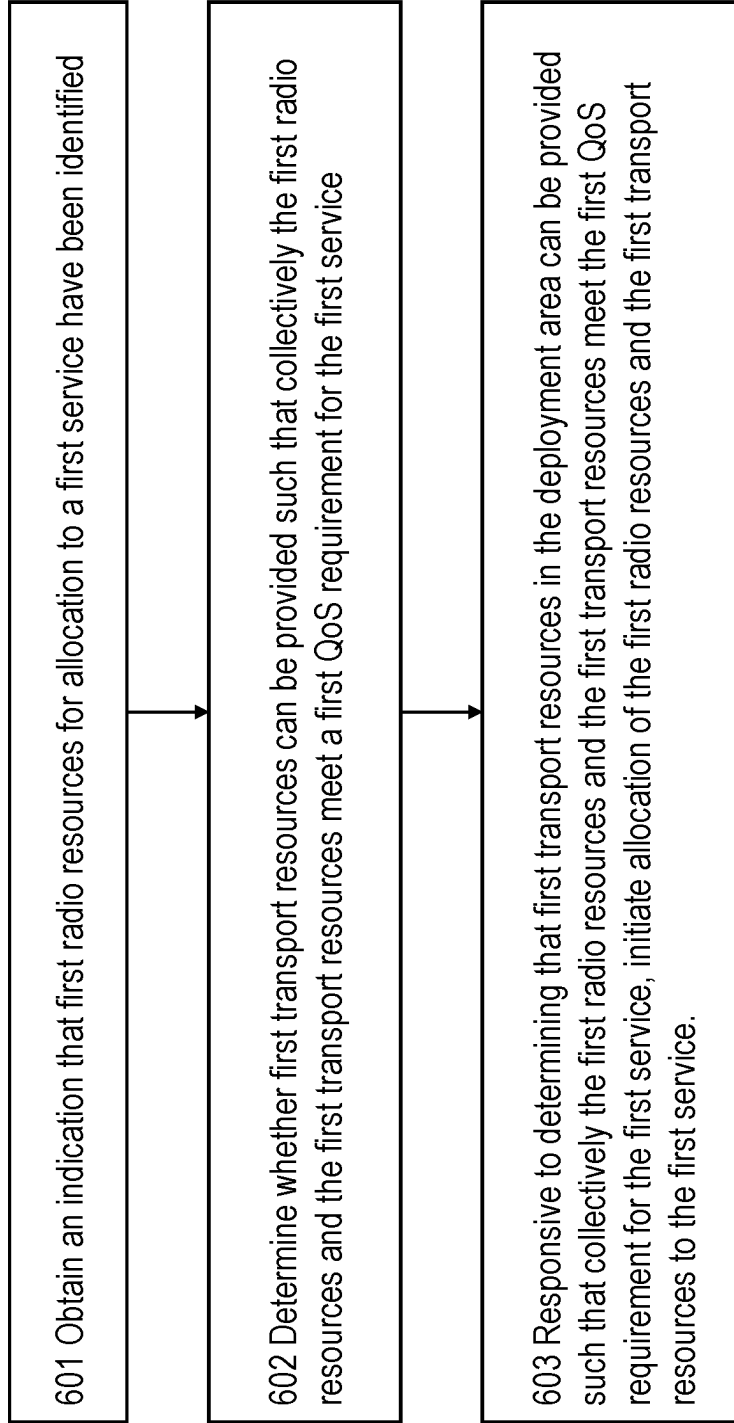 601 Obtain an indication that first radio resources for allocation to a first service have been identified
602 Determine whether first transport resources can be provided such that collectively the first radio
resources and the first transport resources meet a first QoS requirement for the first service
603 Responsive to determining that first transport resources in the deployment area can be provided
such that collectively the first radio resources and the first transport resources meet the first QoS
requirement for the first service, initiate allocation of the first radio resources and the first transport
resources to the first service.